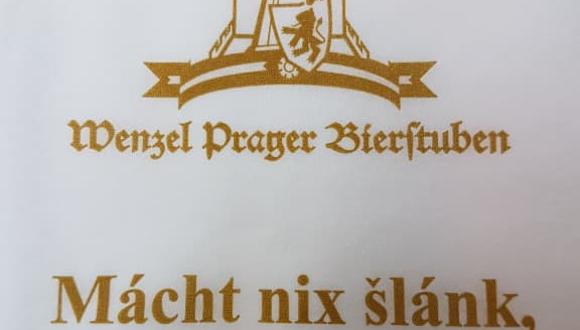 Wenzel Prager Bierſtuben
Mácht nix šlánk,